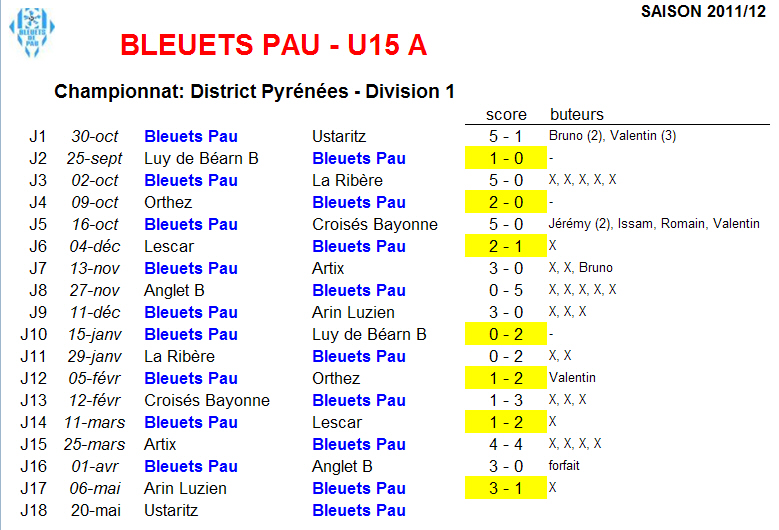 SAISON 2011/12
BLEUETS DE PAU
BLEUETS PAU - U15 A
Championnat: District Pyrénées - Division 1
score buteurs
J1 30-oct Bleuets Pau Ustaritz 5 - 1 Bruno (2), Valentin (3)
J2 25-sept Luy de Béarn B Bleuets Pau 1 - 0 -
J3 02-oct Bleuets Pau La Ribère 5 - 0 X, X, X, X, X
J4 09-oct Orthez Bleuets Pau 2 - 0 -
J5 16-oct Bleuets Pau Croisés Bayonne 5 - 0 Jérémy (2), Issam, Romain, Valentin
J6 04-déc Lescar Bleuets Pau 2 - 1 X
J7 13-nov Bleuets Pau Artix 3 - 0 X, X, Bruno
J8 27-nov Anglet B Bleuets Pau 0 - 5 X, X, X, X, X
J9 11-déc Bleuets Pau Arin Luzien 3 - 0 X, X, X
J10 15-janv Bleuets Pau Luy de Béarn B 0 - 2 -
J11 29-janv La Ribère Bleuets Pau 0 - 2 X, X
J12 05-févr Bleuets Pau Orthez 1 - 2 Valentin
J13 12-févr Croisés Bayonne Bleuets Pau 1 - 3 X, X, X
J14 11-mars Bleuets Pau Lescar 1 - 2 X
J15 25-mars Artix Bleuets Pau 4 - 4 X, X, X, X
J16 01-avr Bleuets Pau Anglet B 3 - 0 forfait
J17 06-mai Arin Luzien Bleuets Pau 3 - 1 X
J18 20-mai Ustaritz Bleuets Pau